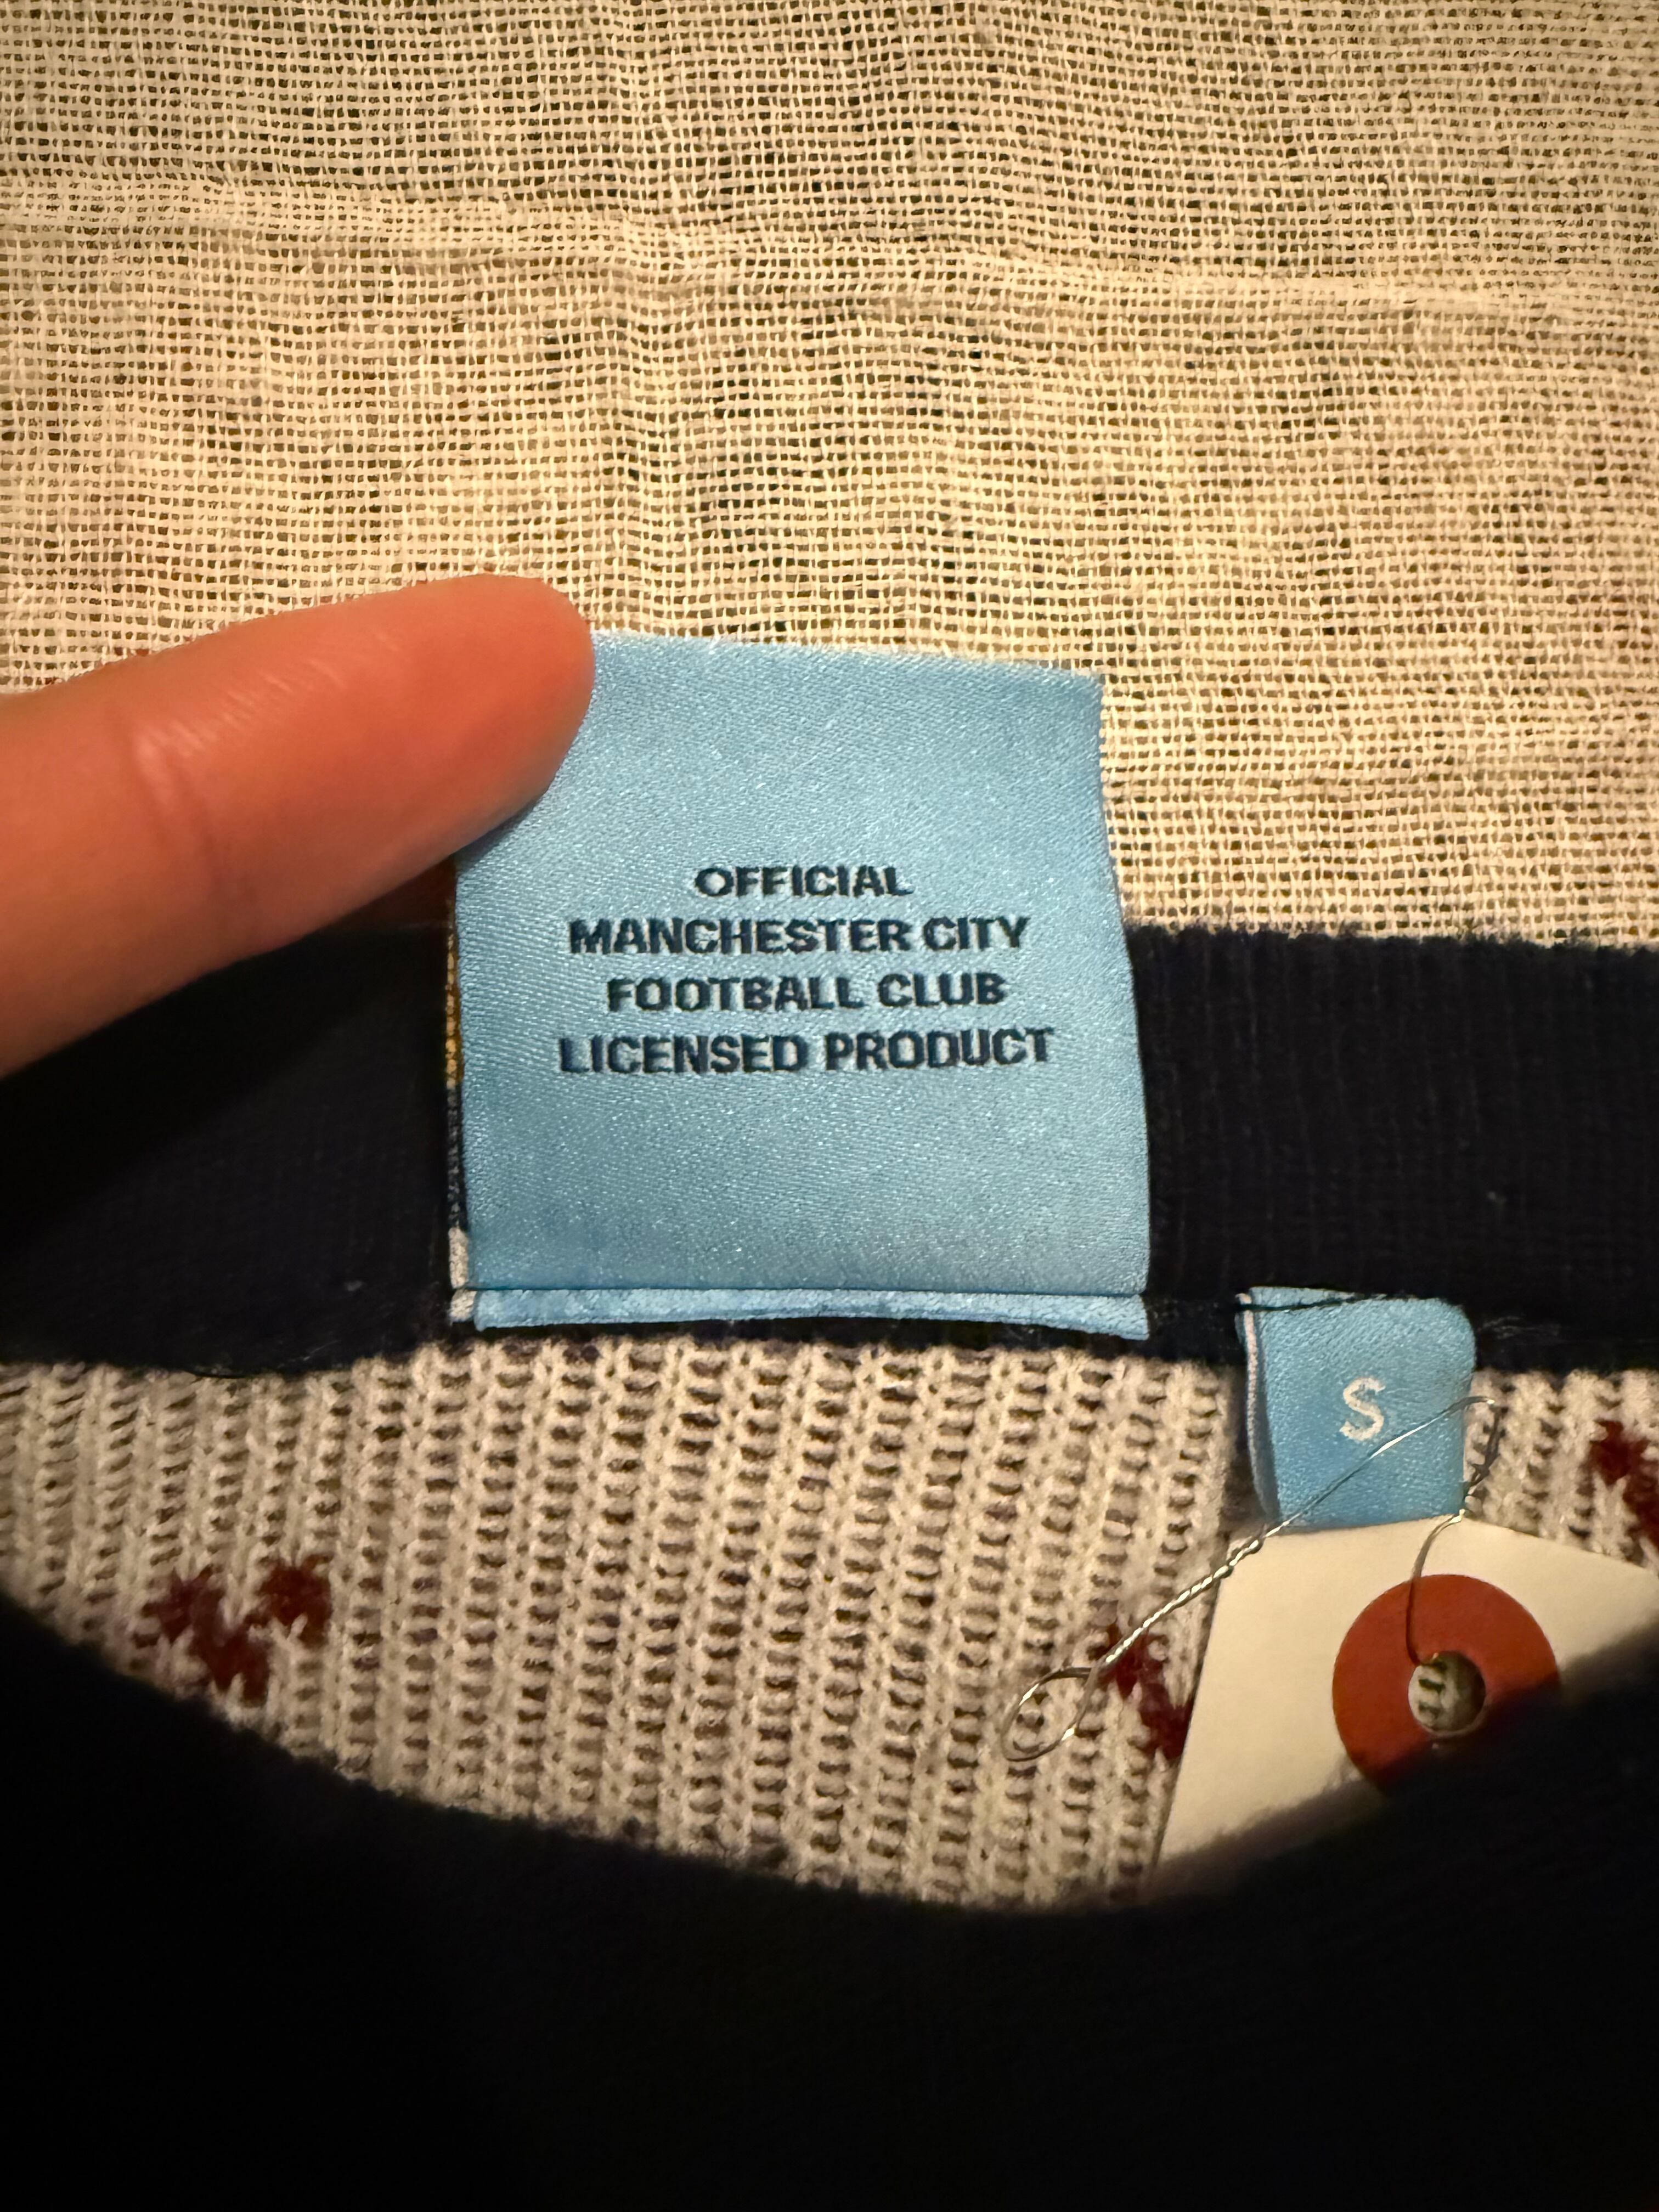 OFFICIAL
MANCHESTER CITY
FOOTBALL CLUB
LICENSED PRODUCT
S